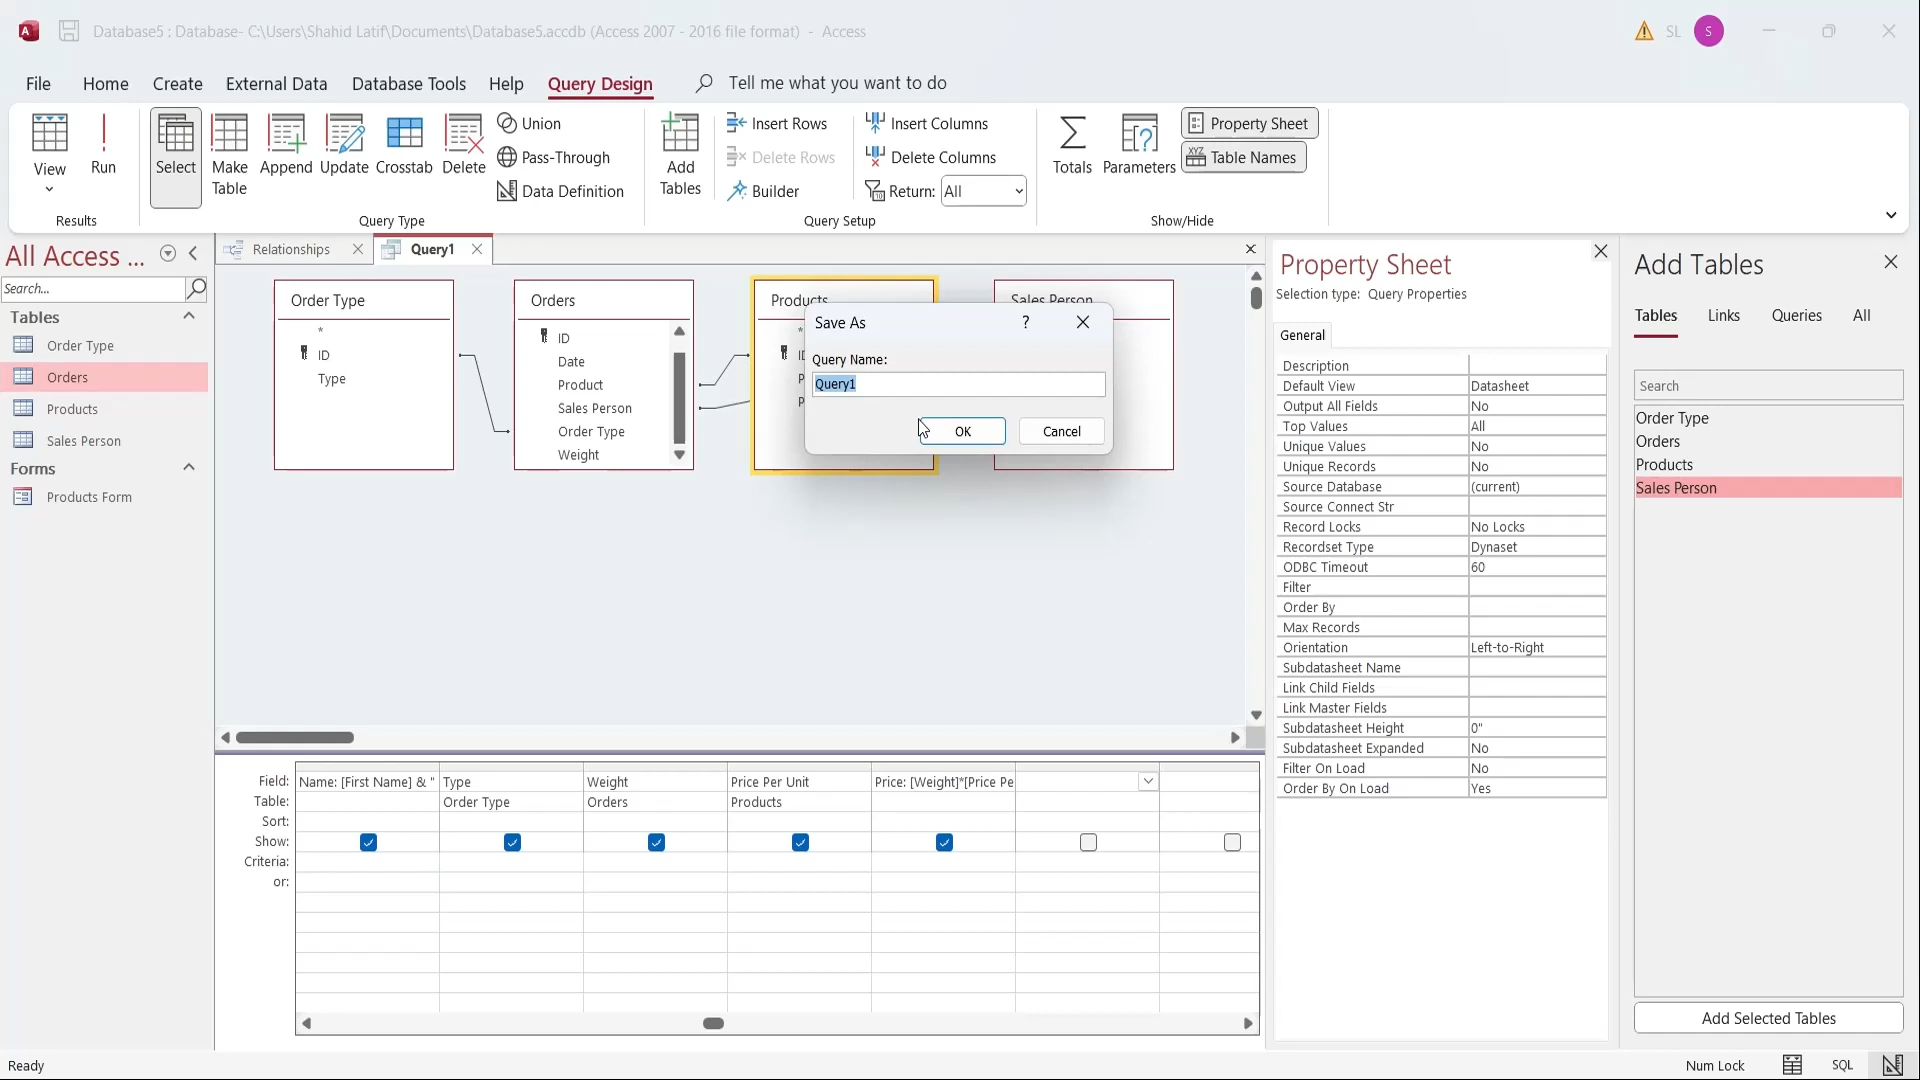 Database5 : Database- C:\Users\Shahid Latif\Documents\Database5.accdb (Access 2007 - 2016 file format) - Access
SL
S
File
Home
Create
External Data
Database Tools
Help
Query Design
Tell me what you want to do
View
Run
Results
Select
Make
Table
Append
Update
Crosstab
Delete
Union
Pass-Through
Data Definition
Query Type
Add
Tables
Insert Rows
Delete Rows
Builder
Insert Columns
Delete Columns
Return: All
Query Setup
Totals
Parameters
Property Sheet
XYZ
Table Names
Show/Hide
All Access ...
Search...
Tables
Order Type
Orders
Products
Sales Person
Forms
Products Form
Relationships
Query1
Order Type
*
ID
Type
Orders
ID
Date
Product
Sales Person
Order Type
Weight
Products
*
Sales Person
Save As
?
Query Name:
Query1
OK
Cancel
Field: Name: [First Name] & " Type Weight Price Per Unit Price: [Weight]*[Price Pe
Table: Order Type Orders Products
Sort:
Show:
Criteria:
or:
Property Sheet
Selection type: Query Properties
General
Description
Default View Datasheet
Output All Fields No
Top Values All
Unique Values No
Unique Records No
Source Database (current)
Source Connect Str
Record Locks No Locks
Recordset Type Dynaset
ODBC Timeout 60
Filter
Order By
Max Records
Orientation Left-to-Right
Subdatasheet Name
Link Child Fields
Link Master Fields
Subdatasheet Height 0"
Subdatasheet Expanded No
Filter On Load No
Order By On Load Yes
Add Tables
Tables
Links
Queries
All
Search
Order Type
Orders
Products
Sales Person
Add Selected Tables
Ready
Num Lock
SQL